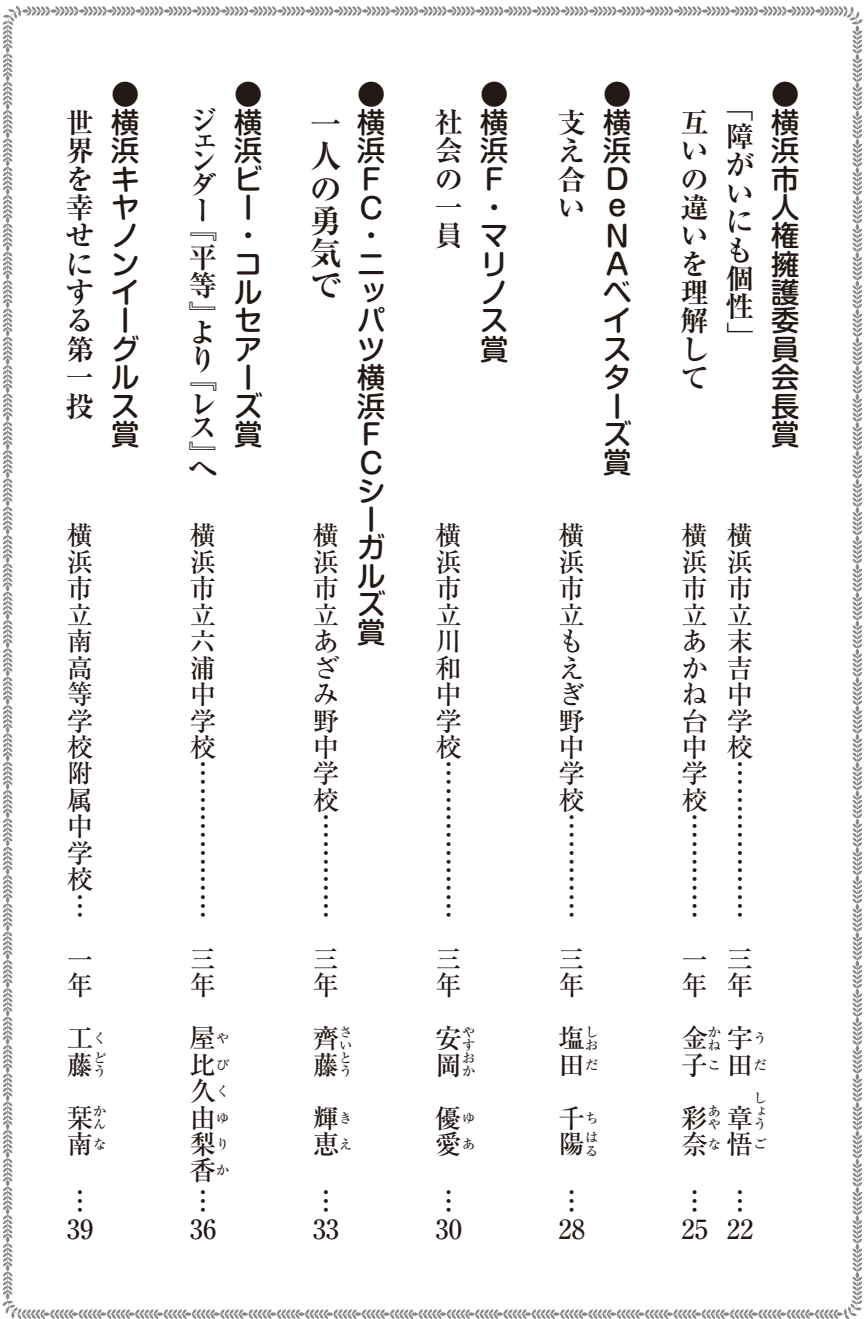 ●横浜市人権擁護委員会長賞
「障がいにも個性」 横浜市立末吉中学校……………… 三年 宇田 章悟 …22
互いの違いを理解して 横浜市立あかね台中学校………… 一年 金子 彩奈 …25
●横浜DeNAベイスターズ賞
支え合い 横浜市立もえぎ野中学校………… 三年 塩田 千陽 …28
●横浜F・マリノス賞
社会の一員 横浜市立川和中学校……………… 三年 安岡 優愛 …30
●横浜FC・ニッパツ横浜FCシーガルズ賞
一人の勇気で 横浜市立あざみ野中学校………… 三年 齊藤 輝恵 …33
●横浜ビー・コルセアーズ賞
ジェンダー『平等』より『レス』へ 横浜市立六浦中学校……………… 三年 屋比久由梨香…36
●横浜キヤノンイーグルス賞
世界を幸せにする第一投 横浜市立南高等学校附属中学校… 一年 工藤 栞南 …39